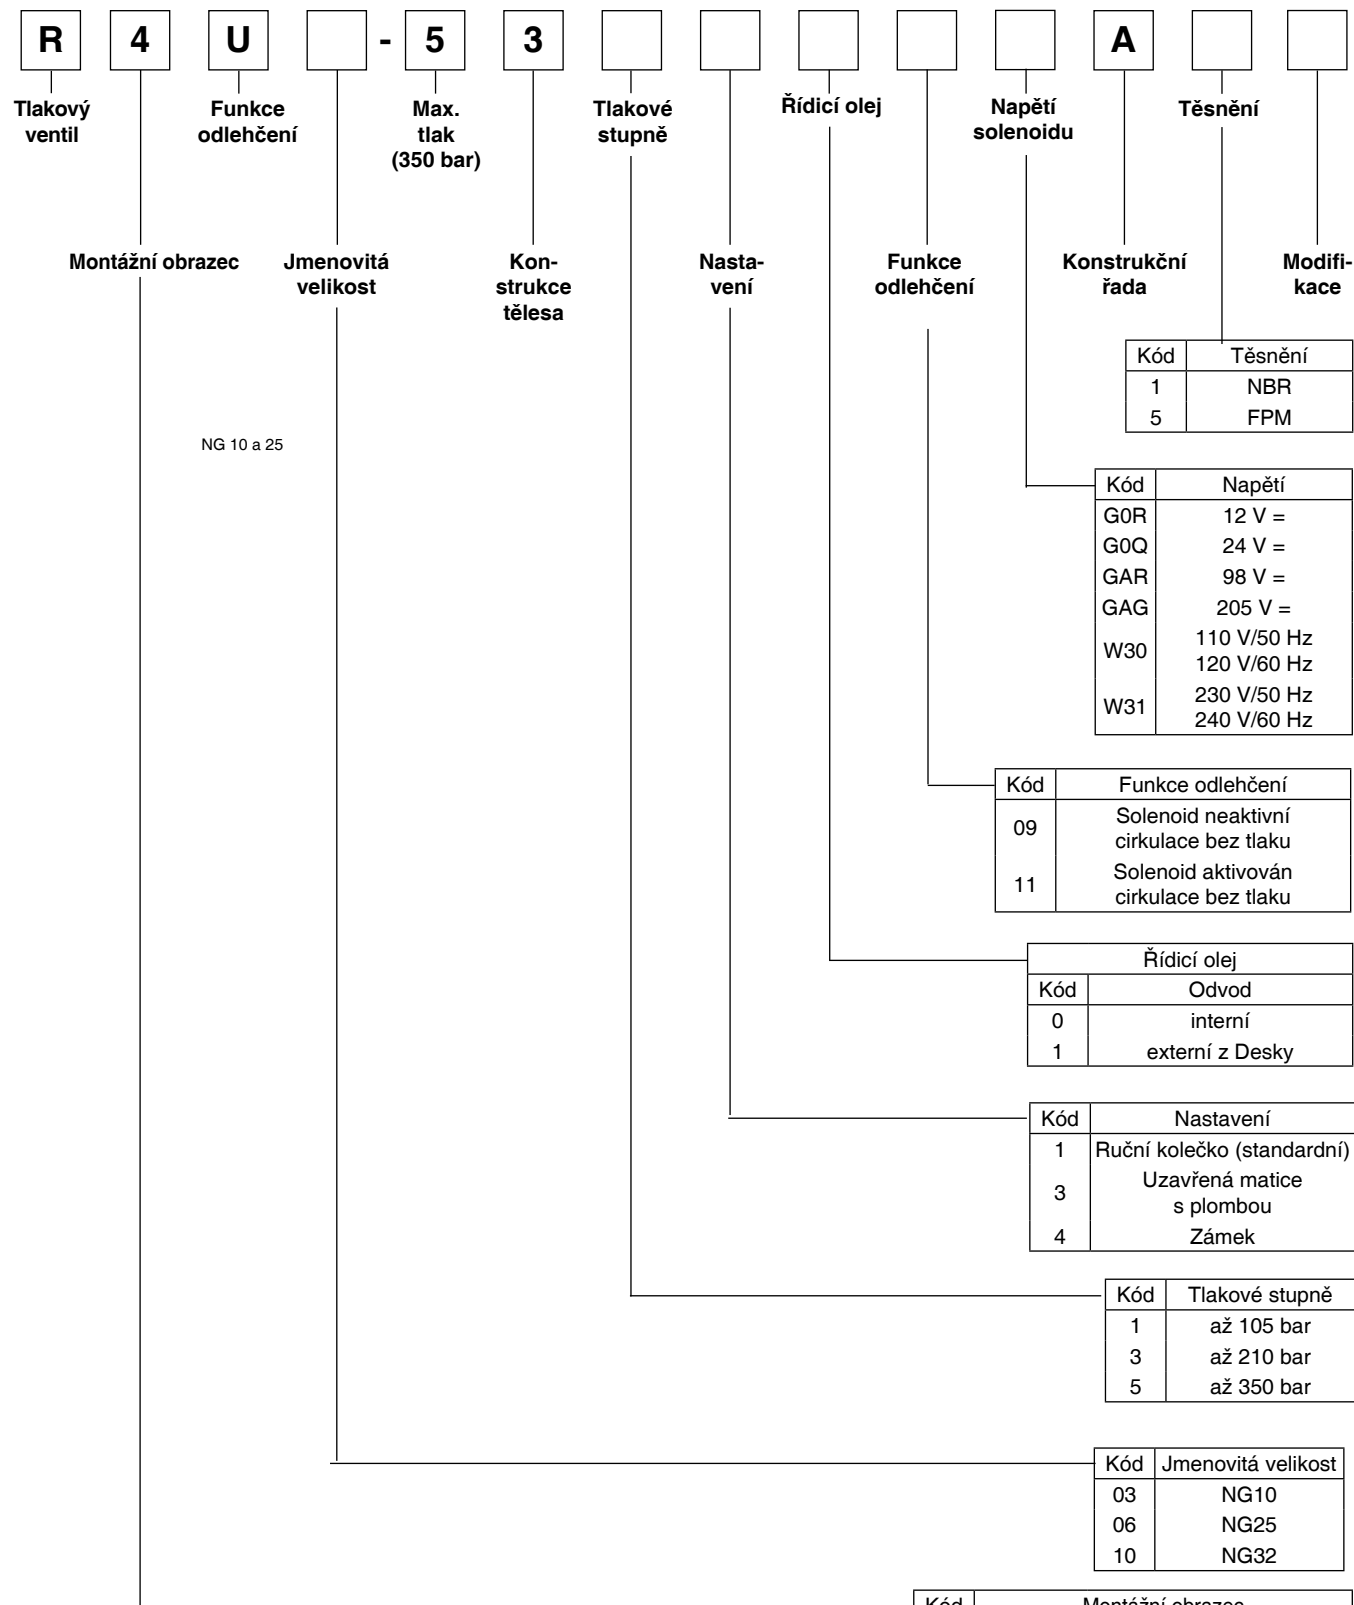 R 4 U - 5 3 A
Tlakový
ventil
Funkce
odlehčení
Max.
tlak
(350 bar)
Tlakové
stupně
Řídicí olej
Napětí
solenoidu
Těsnění
Montážní obrazec
Jmenovitá
velikost
Kon-
strukce
tělesa
Nasta-
vení
Funkce
odlehčení
Konstrukční
řada
Modifi-
kace
Kód Těsnění
1 NBR
5 FPM
NG 10 a 25
Kód Napětí
G0R 12 V =
G0Q 24 V =
GAR 98 V =
GAG 205 V =
W30 110 V/50 Hz
120 V/60 Hz
W31 230 V/50 Hz
240 V/60 Hz
Kód Funkce odlehčení
09 Solenoid neaktivní
cirkulace bez tlaku
11 Solenoid aktivován
cirkulace bez tlaku
Řídicí olej
Kód Odvod
0 interní
1 externí z Desky
Kód Nastavení
1 Ruční kolečko (standardní)
3 Uzavřená matice
s plombou
4 Zámek
Kód Tlakové stupně
1 až 105 bar
3 až 210 bar
5 až 350 bar
Kód Jmenovitá velikost
03 NG10
06 NG25
10 NG32
Kód Montážní obrazec